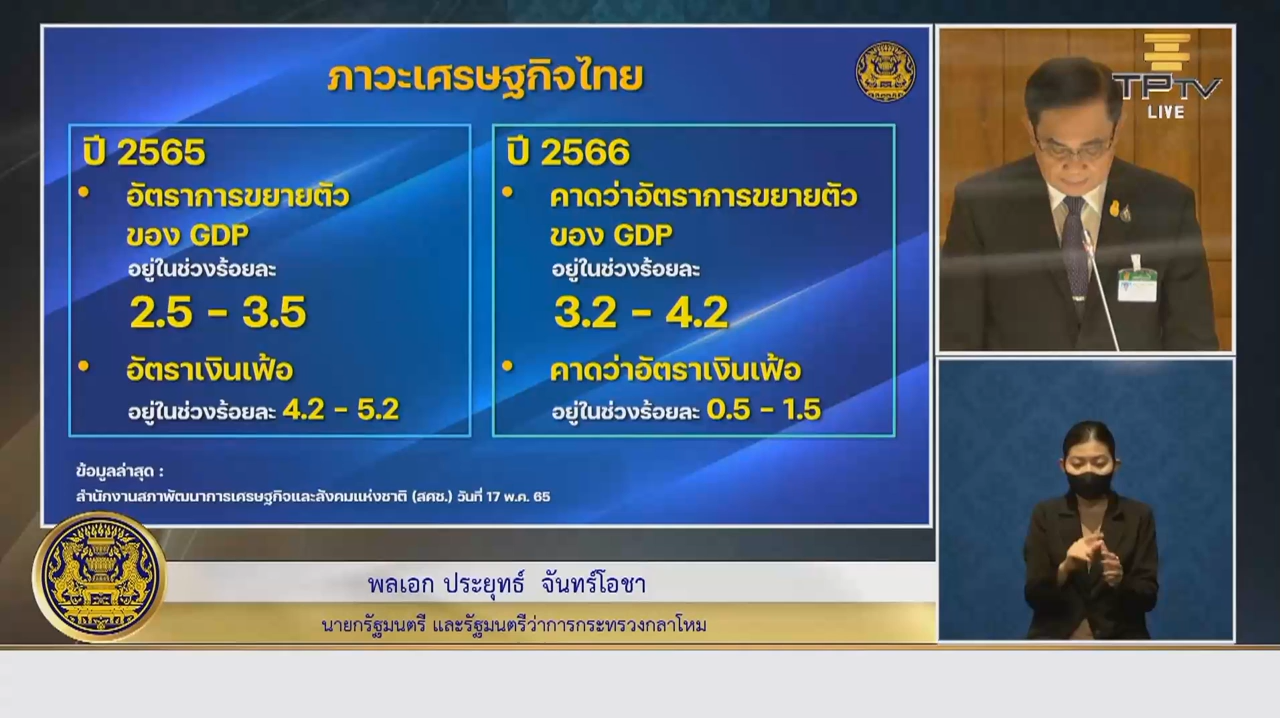 ภาวะเศรษฐกิจไทย
ปี 2565
• อัตราการขยายตัว
ของ GDP
อยู่ในช่วงร้อยละ
2.5 – 3.5
• อัตราเงินเฟ้อ
อยู่ในช่วงร้อยละ 4.2 – 5.2
ปี 2566
• คาดว่าอัตราการขยายตัว
ของ GDP
อยู่ในช่วงร้อยละ
3.2 – 4.2
• คาดว่าอัตราเงินเฟ้อ
อยู่ในช่วงร้อยละ 0.5 – 1.5
ข้อมูลล่าสุด :
สำนักงานสภาพัฒนาการเศรษฐกิจและสังคมแห่งชาติ (สศช.) วันที่ 17 พ.ค. 65
TPTV
LIVE
พลเอก ประยุทธ์ จันทร์โอชา
นายกรัฐมนตรี และรัฐมนตรีว่าการกระทรวงกลาโหม